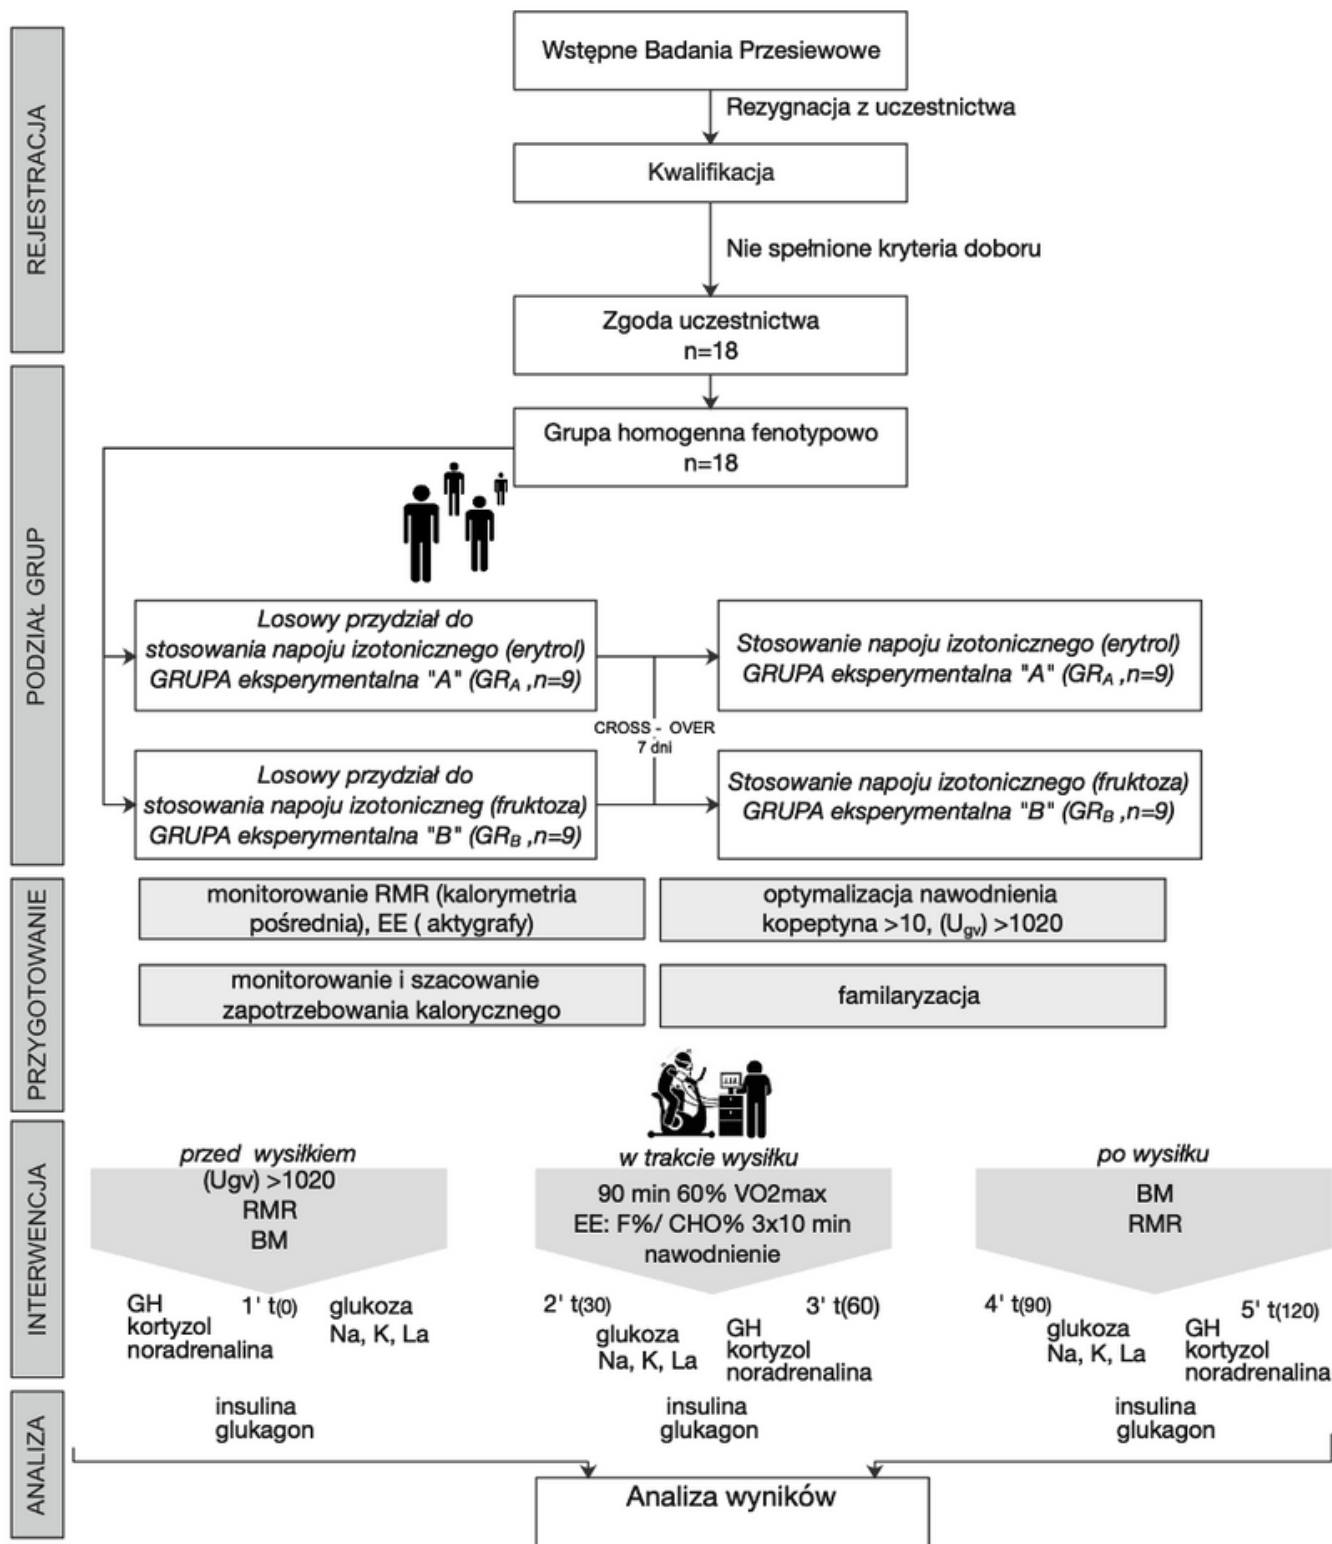 REJESTRACJA
Wstępne Badania Przesiewowe
Rezygnacja z uczestnictwa
Kwalifikacja
Nie spełnione kryteria doboru
Zgoda uczestnictwa
n=18
PODZIAŁ GRUP
Grupa homogenna fenotypowo
n=18
Losowy przydział do
stosowania napoju izotonicznego (erytrol)
GRUPA eksperymentalna "A" (GRA ,n=9)
Stosowanie napoju izotonicznego (erytrol)
GRUPA eksperymentalna "A" (GRA ,n=9)
CROSS - OVER
7 dni
Losowy przydział do
stosowania napoju izotoniczneg (fruktoza)
GRUPA eksperymentalna "B" (GRB ,n=9)
Stosowanie napoju izotonicznego (fruktoza)
GRUPA eksperymentalna "B" (GRB ,n=9)
PRZYGOTOWANIE
monitorowanie RMR (kalorymetria
pośrednia), EE ( aktygrafy)
optymalizacja nawodnienia
kopeptyna >10, (Ugv) >1020
monitorowanie i szacowanie
zapotrzebowania kalorycznego
familaryzacja
INTERWENCJA
przed wysiłkiem
(Ugv) >1020
RMR
BM
GH
kortyzol
noradrenalina
1' t(0)
glukoza
Na, K, La
w trakcie wysiłku
90 min 60% VO2max
EE: F%/ CHO% 3x10 min
nawodnienie
2' t(30)
glukoza
Na, K, La
3' t(60)
GH
kortyzol
noradrenalina
po wysiłku
BM
RMR
4' t(90)
glukoza
Na, K, La
5' t(120)
GH
kortyzol
noradrenalina
ANALIZA
insulina
glukagon
insulina
glukagon
insulina
glukagon
Analiza wyników